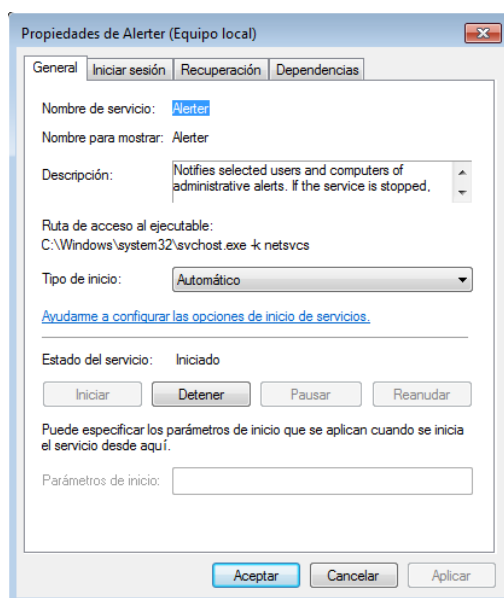 Propiedades de Alerter (Equipo local)
General Iniciar sesión Recuperación Dependencias
Nombre de servicio: Alerter
Nombre para mostrar: Alerter
Descripción: Notifies selected users and computers of
administrative alerts. If the service is stopped,
Ruta de acceso al ejecutable:
C:\Windows\system32\svchost.exe -k netsvcs
Tipo de inicio: Automático
Ayudarme a configurar las opciones de inicio de servicios.
Estado del servicio: Iniciado
Iniciar Detener Pausar Reanudar
Puede especificar los parámetros de inicio que se aplican cuando se inicia
el servicio desde aquí.
Parámetros de inicio:
Aceptar Cancelar Aplicar